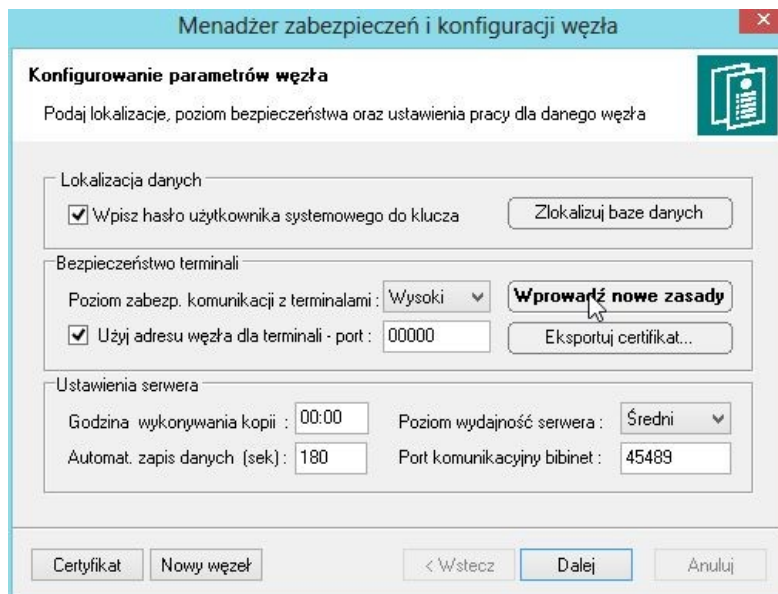 Menadżer zabezpieczeń i konfiguracji węzła
Konfigurowanie parametrów węzła
Podaj lokalizacje, poziom bezpieczeństwa oraz ustawienia pracy dla danego węzła
Lokalizacja danych
Wpisz hasło użytkownika systemowego do klucza
Zlokalizuj baze danych
Bezpieczeństwo terminali
Poziom zabezp. komunikacji z terminalami : Wysoki
Wprowadź nowe zasady
Użyj adresu węzła dla terminali - port : 00000
Eksportuj certifikat...
Ustawienia serwera
Godzina wykonywania kopii : 00:00
Poziom wydajność serwera : Średni
Automat. zapis danych (sek) : 180
Port komunikacyjny bibinet : 45489
Certyfikat
Nowy węzeł
< Wstecz
Dalej
Anuluj